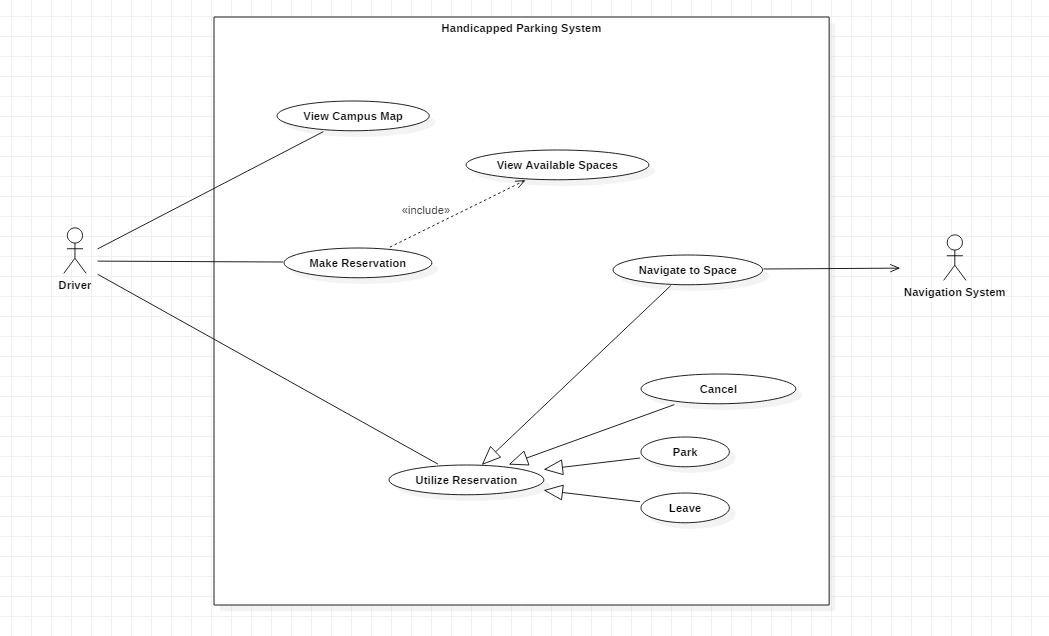 Handicapped Parking System
View Campus Map
View Available Spaces
«include»
Make Reservation
Navigate to Space
Driver
Navigation System
Cancel
Park
Utilize Reservation
Leave